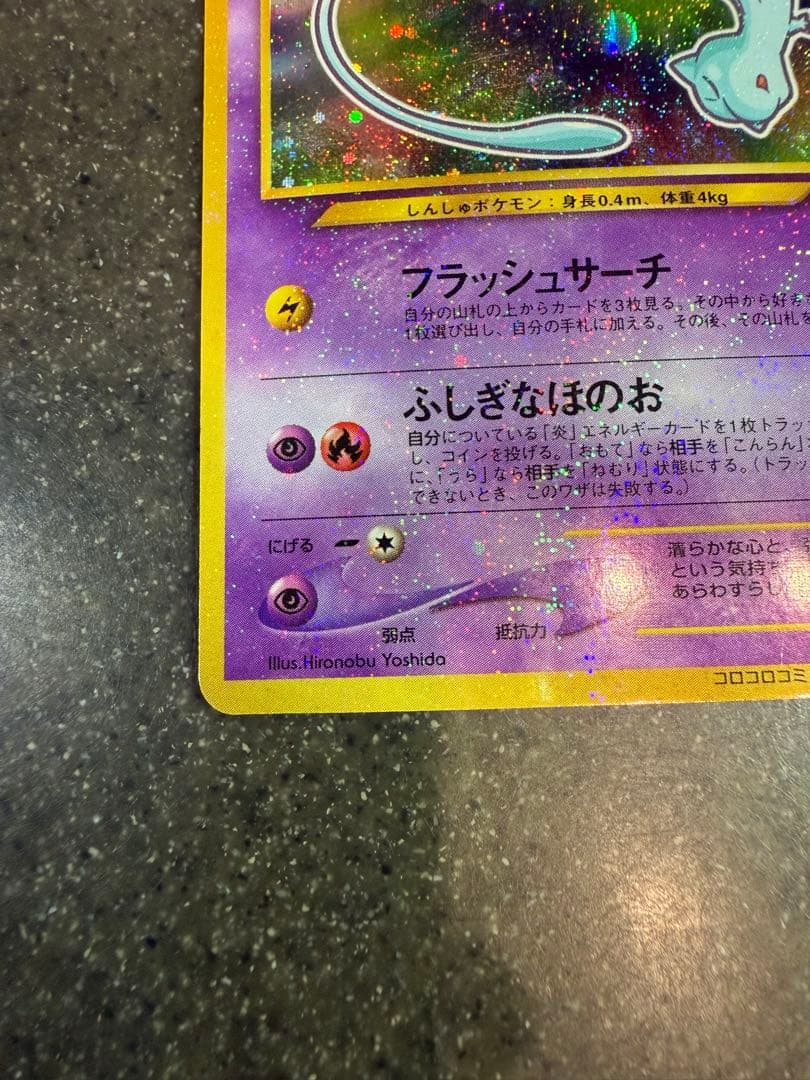 しんしゅポケモン：身長0.4m、体重4kg
フラッシュサーチ
自分の山札の上からカードを3枚見る。その中から好き
1枚選び出し、自分の手札に加える。その後、その山札を
ふしぎなほのお
自分についている「炎」エネルギーカードを1枚トラッ
し、コインを投げる。「おもて」なら相手を「こんらん」
に、「うら」なら相手を「ねむり」状態にする。(トラッ
できないとき、このワザは失敗する。)
にげる
清らかな心と、
という気持
あらわすらし
弱点
抵抗力
Illus.Hironobu Yoshida
コロコロコミ